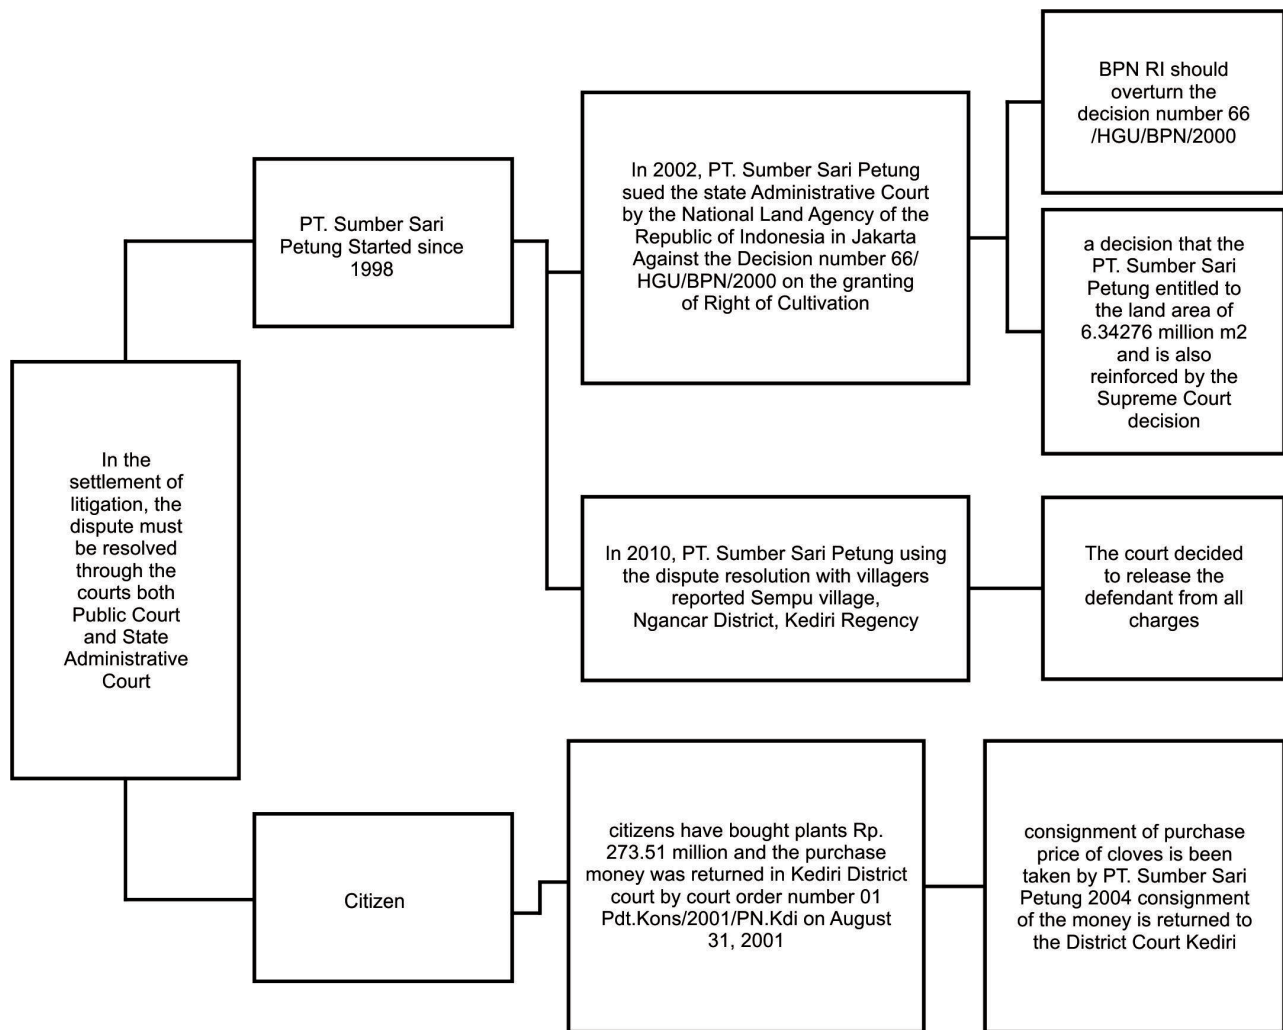 In the
settlement of
litigation, the
dispute must
be resolved
through the
courts both
Public Court
and State
Administrative
Court
PT. Sumber Sari
Petung Started since
1998
In 2002, PT. Sumber Sari Petung
sued the state Administrative Court
by the National Land Agency of the
Republic of Indonesia in Jakarta
Against the Decision number 66/
HGU/BPN/2000 on the granting
of Right of Cultivation
BPN RI should
overturn the
decision number 66
/HGU/BPN/2000
a decision that the
PT. Sumber Sari
Petung entitled to
the land area of
6.34276 million m2
and is also
reinforced by the
Supreme Court
decision
In 2010, PT. Sumber Sari Petung using
the dispute resolution with villagers
reported Sempu village,
Ngancar District, Kediri Regency
The court decided
to release the
defendant from all
charges
Citizen
citizens have bought plants Rp.
273.51 million and the purchase
money was returned in Kediri District
court by court order number 01
Pdt.Kons/2001/PN.Kdi on August
31, 2001
consignment of purchase
price of cloves is been
taken by PT. Sumber Sari
Petung 2004 consignment
of the money is returned to
the District Court Kediri